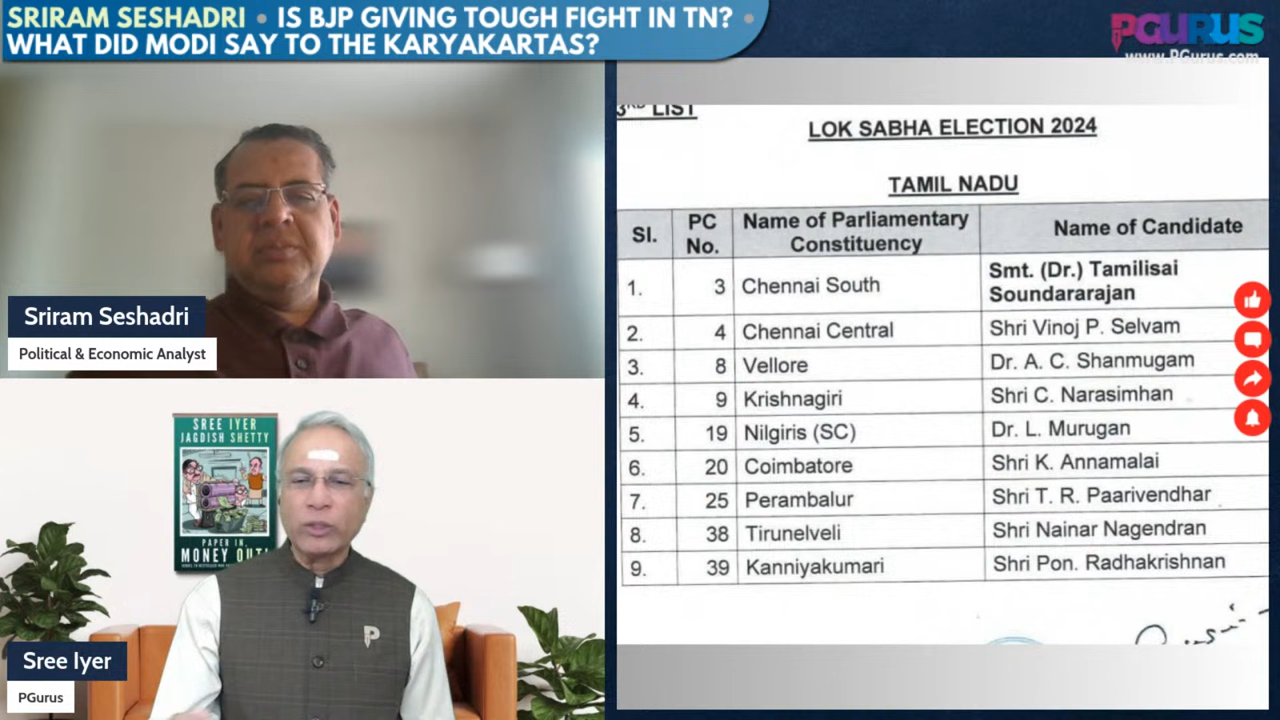 SRIRAM SESHADRI • IS BJP GIVING TOUGH FIGHT IN TN? •
WHAT DID MODI SAY TO THE KARYAKARTAS?
PGURUS
www.PGurus.com
Sriram Seshadri
Political & Economic Analyst
SREE IYER
JAGDISH SHETTY
PAPER IN,
MONEY OUT!
P
Sree Iyer
PGurus
3RD LIST
LOK SABHA ELECTION 2024
TAMIL NADU
Sl. PC No. Name of Parliamentary Constituency Name of Candidate
1. 3 Chennai South Smt. (Dr.) Tamilisai Soundararajan
2. 4 Chennai Central Shri Vinoj P. Selvam
3. 8 Vellore Dr. A. C. Shanmugam
4. 9 Krishnagiri Shri C. Narasimhan
5. 19 Nilgiris (SC) Dr. L. Murugan
6. 20 Coimbatore Shri K. Annamalai
7. 25 Perambalur Shri T. R. Paarivendhar
8. 38 Tirunelveli Shri Nainar Nagendran
9. 39 Kanniyakumari Shri Pon. Radhakrishnan